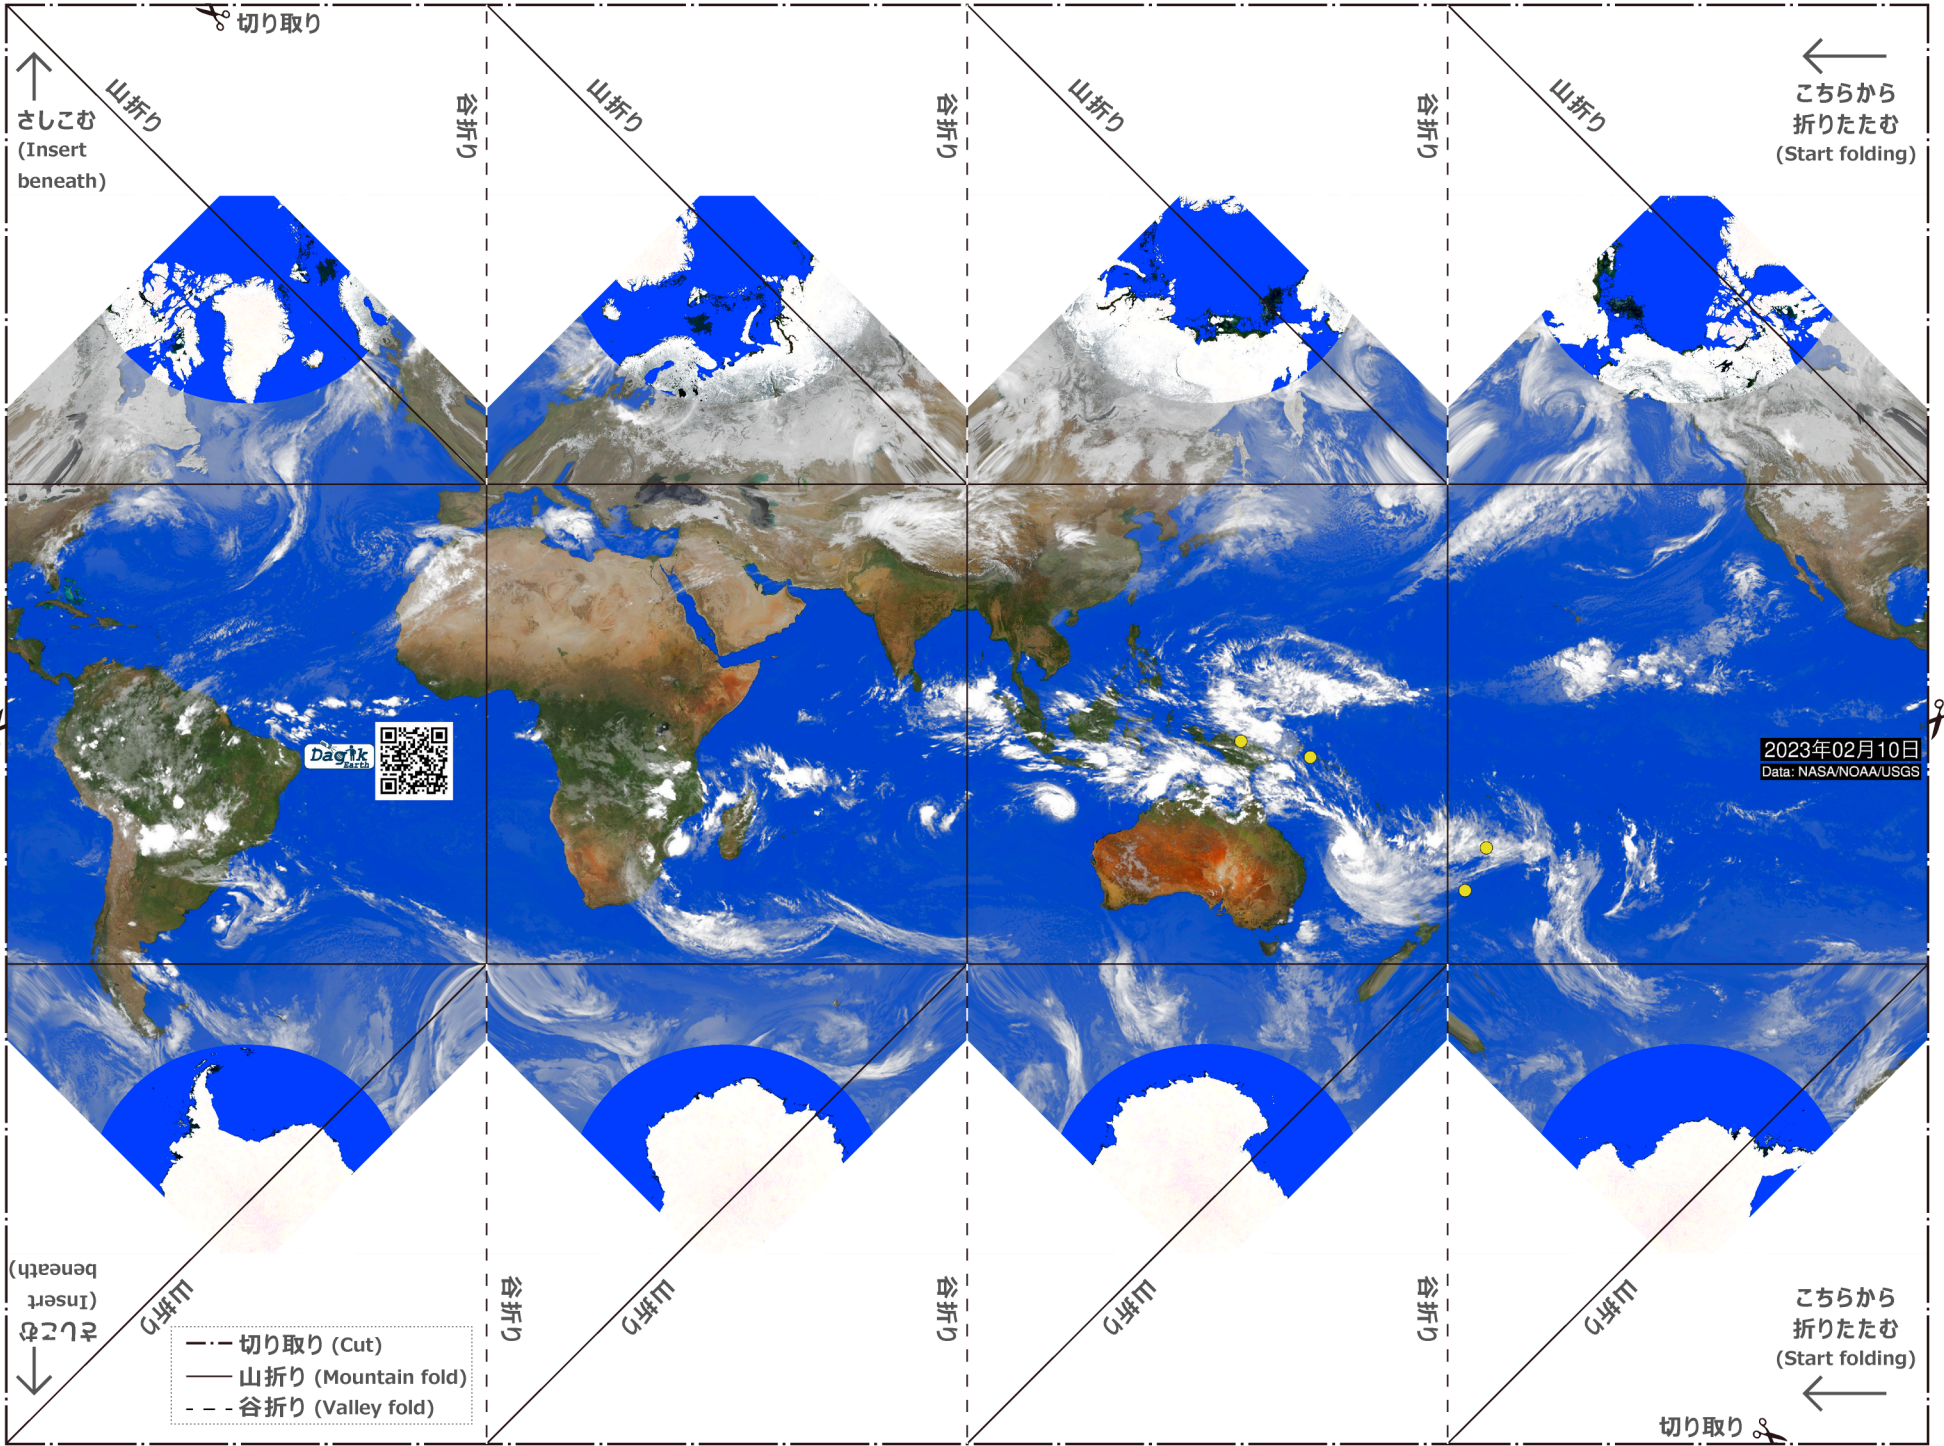 切り取り
山折り
谷折り
山折り
谷折り
山折り
谷折り
山折り
さしこむ
(Insert
beneath)
こちらから
折りたたむ
(Start folding)
Dagik
Earth
2023年02月10日
Data: NASA/NOAA/USGS
さしこむ
(Insert
beneath)
山折り
谷折り
山折り
谷折り
山折り
谷折り
山折り
こちらから
折りたたむ
(Start folding)
切り取り (Cut)
山折り (Mountain fold)
谷折り (Valley fold)
切り取り